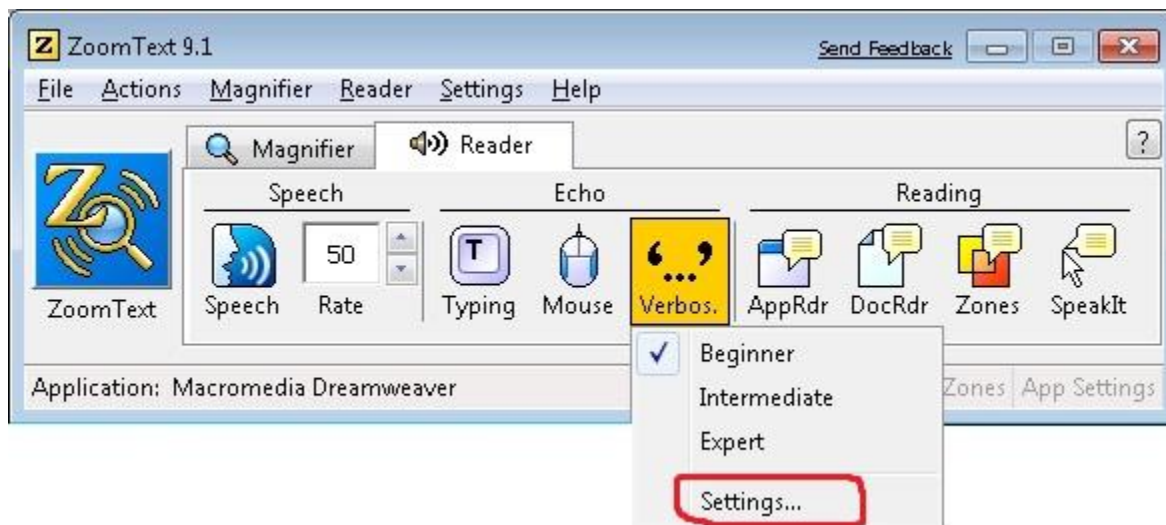 Z ZoomText 9.1 Send Feedback
File Actions Magnifier Reader Settings Help
Magnifier Reader ?
Speech Echo Reading
50 T
ZoomText Speech Rate Typing Mouse Verbos. AppRdr DocRdr Zones SpeakIt
Beginner
Application: Macromedia Dreamweaver Zones App Settings
Intermediate
Expert
Settings...